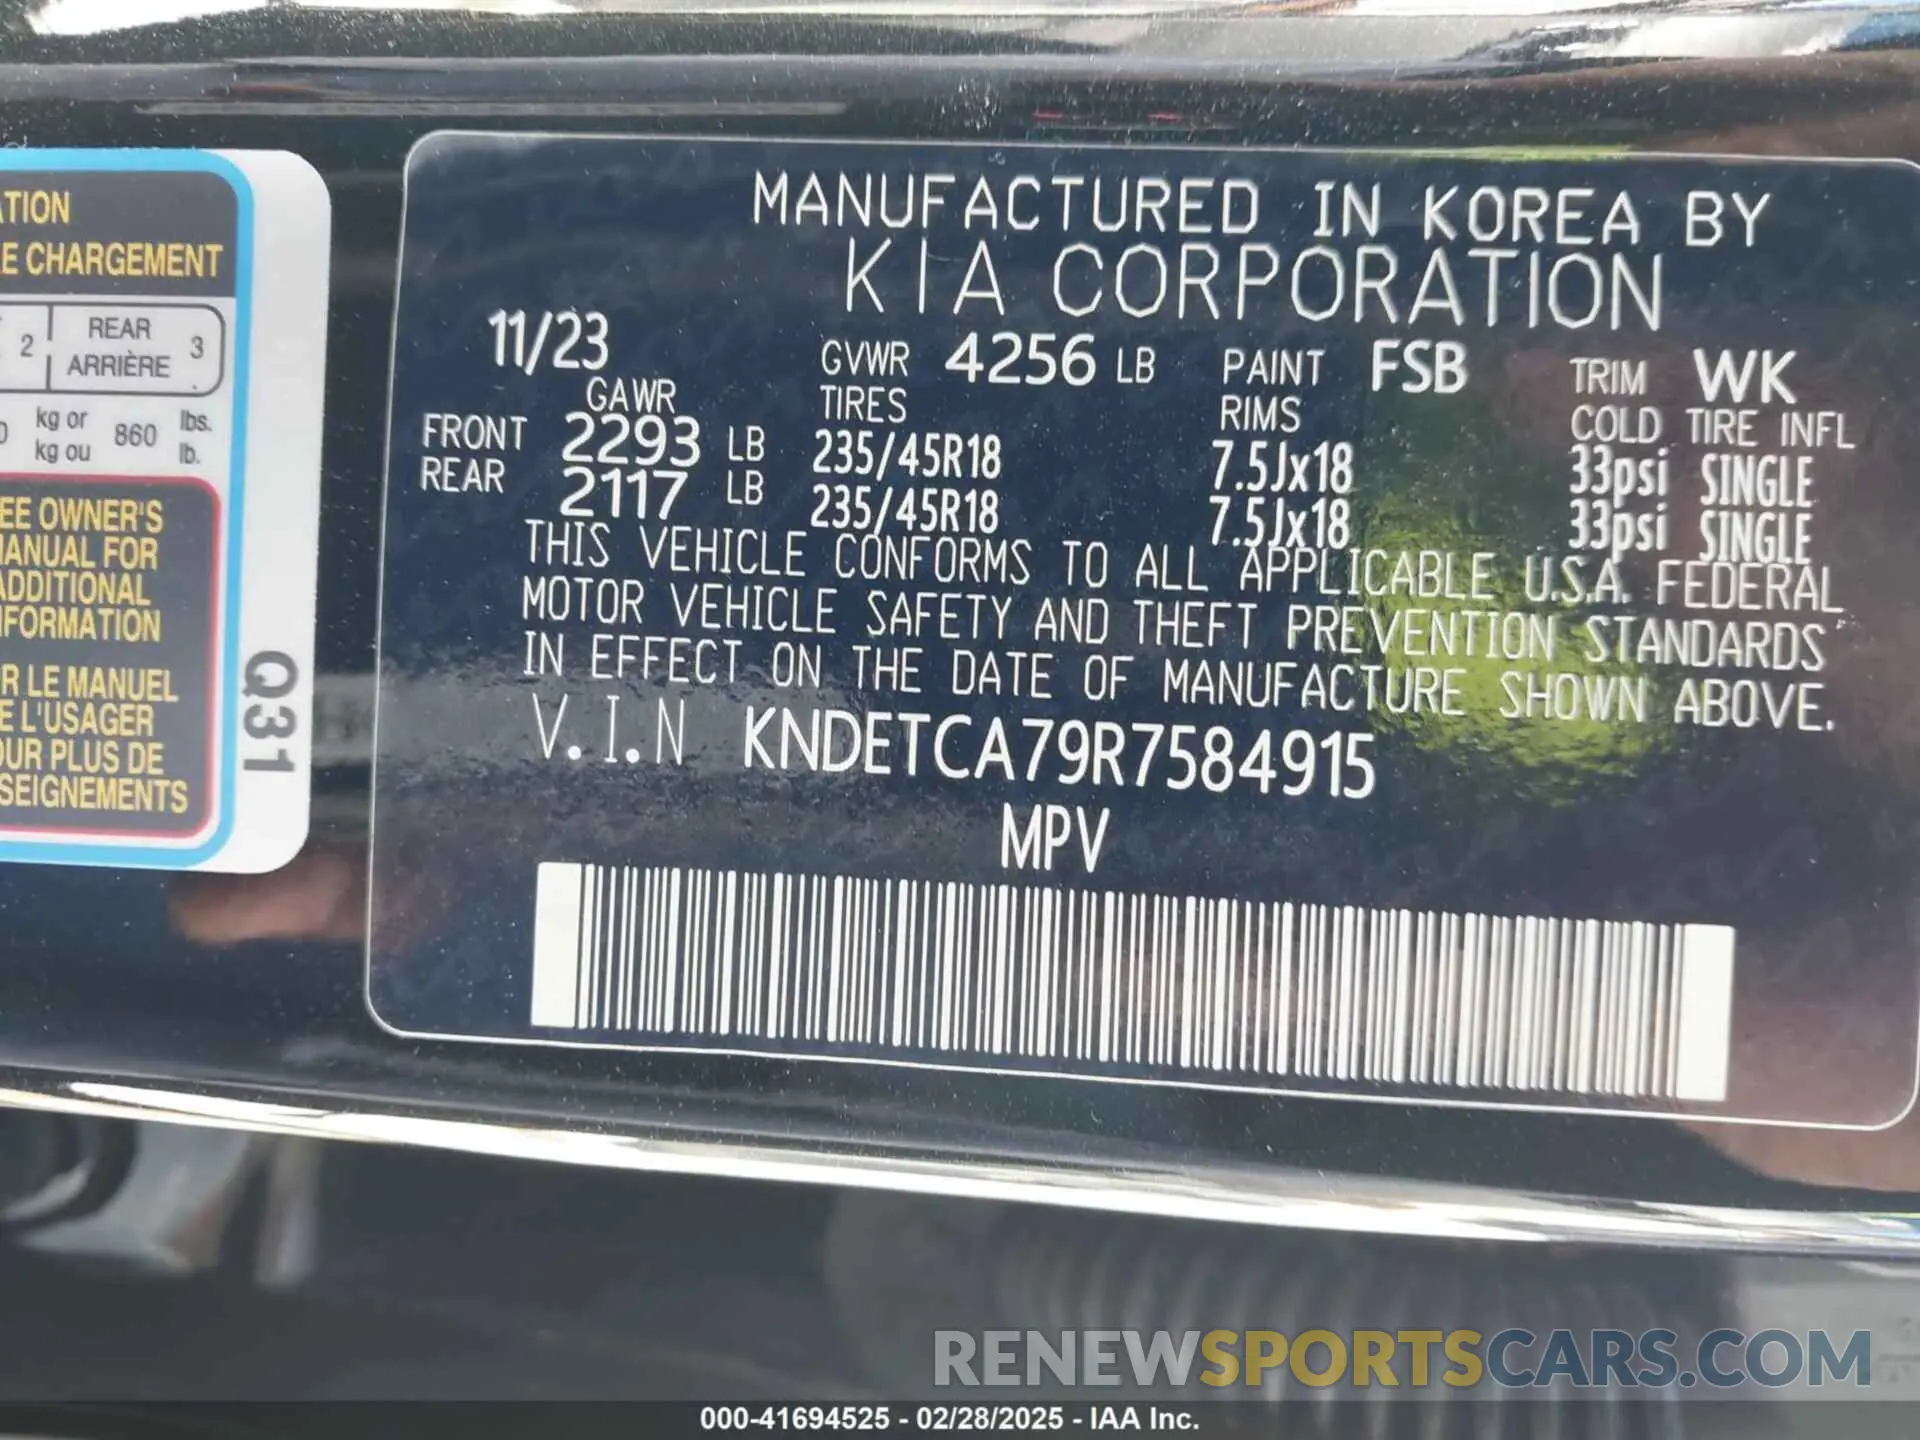 ATION
E CHARGEMENT
2 REAR ARRIÈRE 3
kg or kg ou 860 lbs. lb.
EE OWNER'S
MANUAL FOR
ADDITIONAL
INFORMATION
R LE MANUEL
E L'USAGER
OUR PLUS DE
SEIGNEMENTS
Q31
MANUFACTURED IN KOREA BY
KIA CORPORATION
11/23 GVWR 4256 LB PAINT FSB TRIM WK
GAWR TIRES RIMS COLD TIRE INFL
FRONT 2293 LB 235/45R18 7.5Jx18 33psi SINGLE
REAR 2117 LB 235/45R18 7.5Jx18 33psi SINGLE
THIS VEHICLE CONFORMS TO ALL APPLICABLE U.S.A. FEDERAL
MOTOR VEHICLE SAFETY AND THEFT PREVENTION STANDARDS
IN EFFECT ON THE DATE OF MANUFACTURE SHOWN ABOVE.
V.I.N KNDETCA79R7584915
MPV
RENEWSPORTSCARS.COM
000-41694525 - 02/28/2025 - IAA Inc.